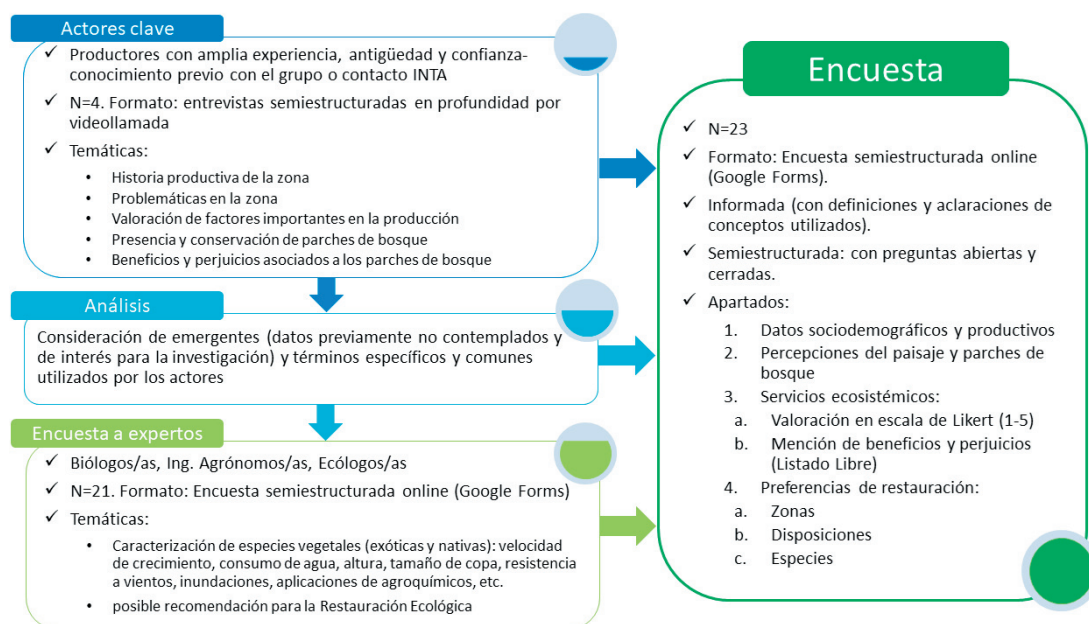 Actores clave
✓ Productores con amplia experiencia, antigüedad y confianza-
conocimiento previo con el grupo o contacto INTA
✓ N=4. Formato: entrevistas semiestructuradas en profundidad por
videollamada
✓ Temáticas:
• Historia productiva de la zona
• Problemáticas en la zona
• Valoración de factores importantes en la producción
• Presencia y conservación de parches de bosque
• Beneficios y perjuicios asociados a los parches de bosque
Análisis
Consideración de emergentes (datos previamente no contemplados y
de interés para la investigación) y términos específicos y comunes
utilizados por los actores
Encuesta a expertos
✓ Biólogos/as, Ing. Agrónomos/as, Ecólogos/as
✓ N=21. Formato: Encuesta semiestructurada online (Google Forms)
✓ Temáticas:
• Caracterización de especies vegetales (exóticas y nativas): velocidad
de crecimiento, consumo de agua, altura, tamaño de copa, resistencia
a vientos, inundaciones, aplicaciones de agroquímicos, etc.
• posible recomendación para la Restauración Ecológica
Encuesta
✓ N=23
✓ Formato: Encuesta semiestructurada online
(Google Forms).
✓ Informada (con definiciones y aclaraciones de
conceptos utilizados).
✓ Semiestructurada: con preguntas abiertas y
cerradas.
✓ Apartados:
1. Datos sociodemográficos y productivos
2. Percepciones del paisaje y parches de
bosque
3. Servicios ecosistémicos:
a. Valoración en escala de Likert (1-5)
b. Mención de beneficios y perjuicios
(Listado Libre)
4. Preferencias de restauración:
a. Zonas
b. Disposiciones
c. Especies